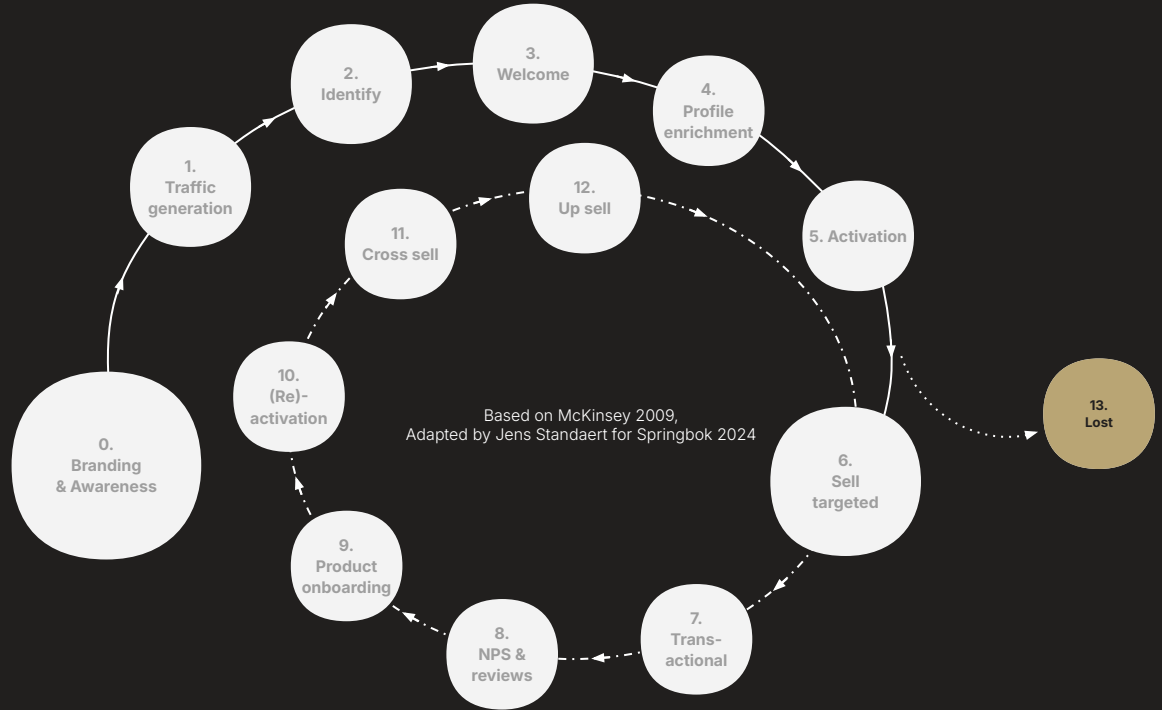 0.
Branding
& Awareness
1.
Traffic
generation
2.
Identify
3.
Welcome
4.
Profile
enrichment
5. Activation
6.
Sell
targeted
7.
Trans-
actional
8.
NPS &
reviews
9.
Product
onboarding
10.
(Re)-
activation
11.
Cross sell
12.
Up sell
13.
Lost
Based on McKinsey 2009,
Adapted by Jens Standaert for Springbok 2024